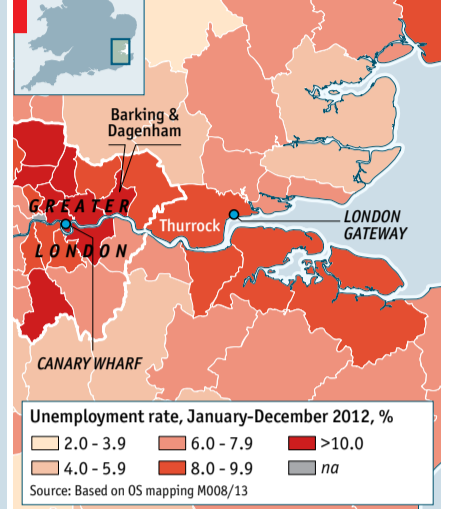 Barking &
Dagenham
GREATER
LONDON
Thurrock
LONDON
GATEWAY
CANARY WHARF
Unemployment rate, January-December 2012, %
2.0 - 3.9
6.0 - 7.9
>10.0
4.0 - 5.9
8.0 - 9.9
na
Source: Based on OS mapping M008/13